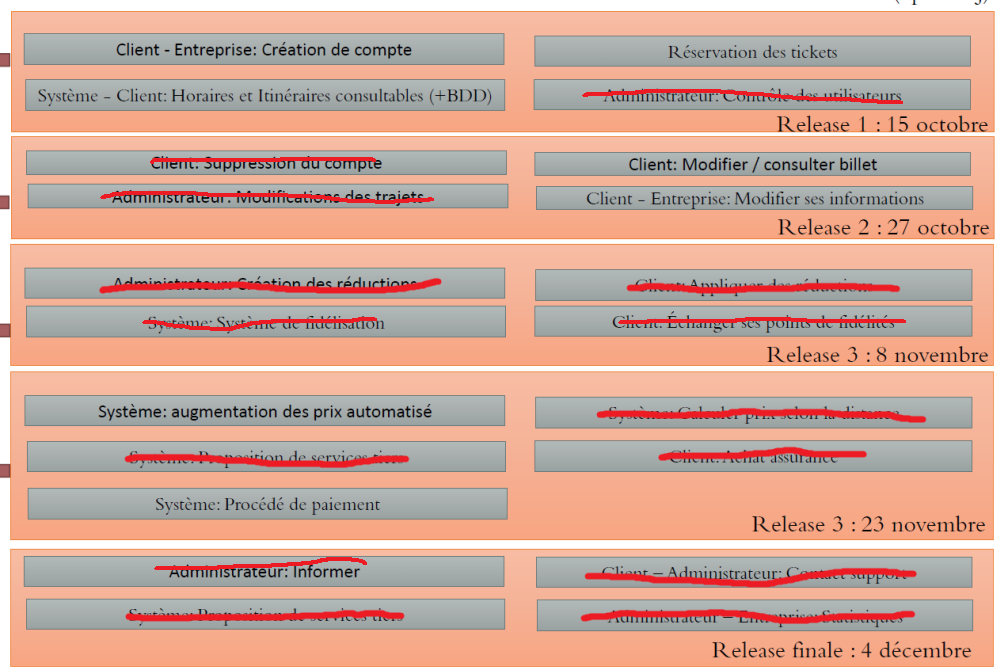 Client - Entreprise: Création de compte
Réservation des tickets
Système - Client: Horaires et Itinéraires consultables (+BDD)
Administrateur: Contrôle des utilisateurs
Release 1 : 15 octobre
Client: Suppression du compte
Client: Modifier / consulter billet
Administrateur: Modifications des trajets
Client - Entreprise: Modifier ses informations
Release 2 : 27 octobre
Administrateur: Création des réductions
Client: Appliquer des réductions
Système: Système de fidélisation
Client: Échanger ses points de fidélités
Release 3 : 8 novembre
Système: augmentation des prix automatisé
Système: Calculer prix selon la distance
Système: Proposition de services tiers
Client: Achat assurance
Système: Procédé de paiement
Release 3 : 23 novembre
Administrateur: Informer
Client – Administrateur: Contact support
Système: Proposition de services tiers
Administrateur – Entreprise: Statistiques
Release finale : 4 décembre